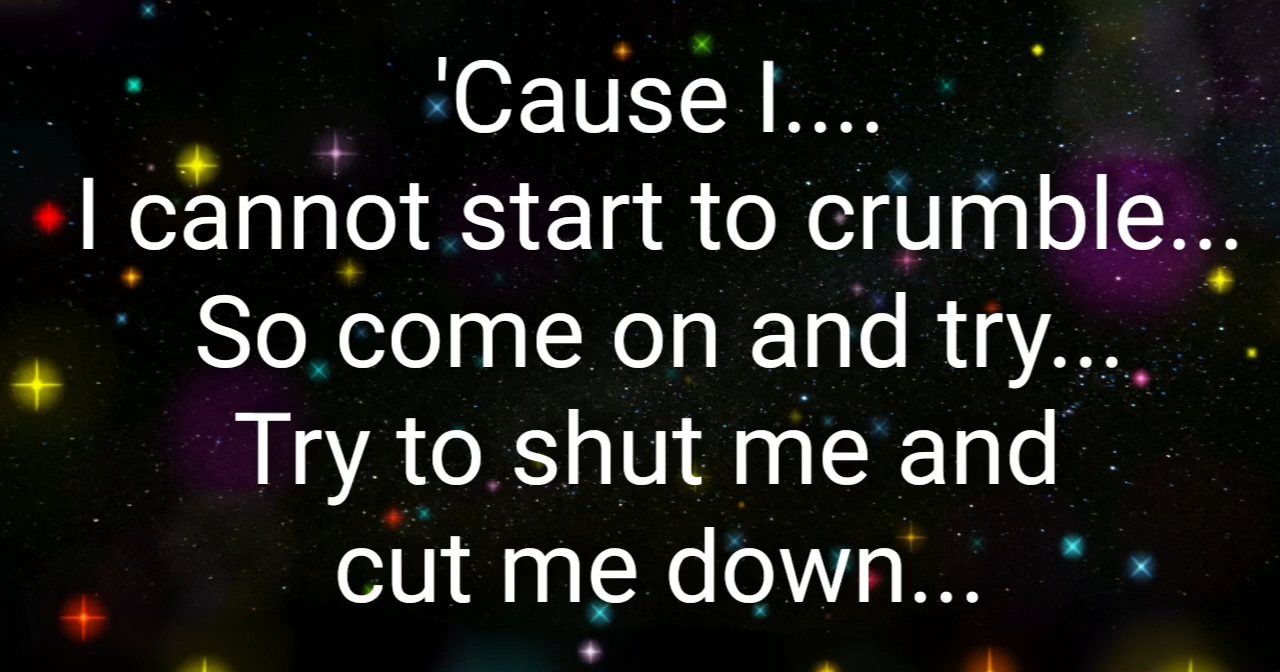 'Cause I....
I cannot start to crumble...
So come on and try...
Try to shut me and
cut me down...